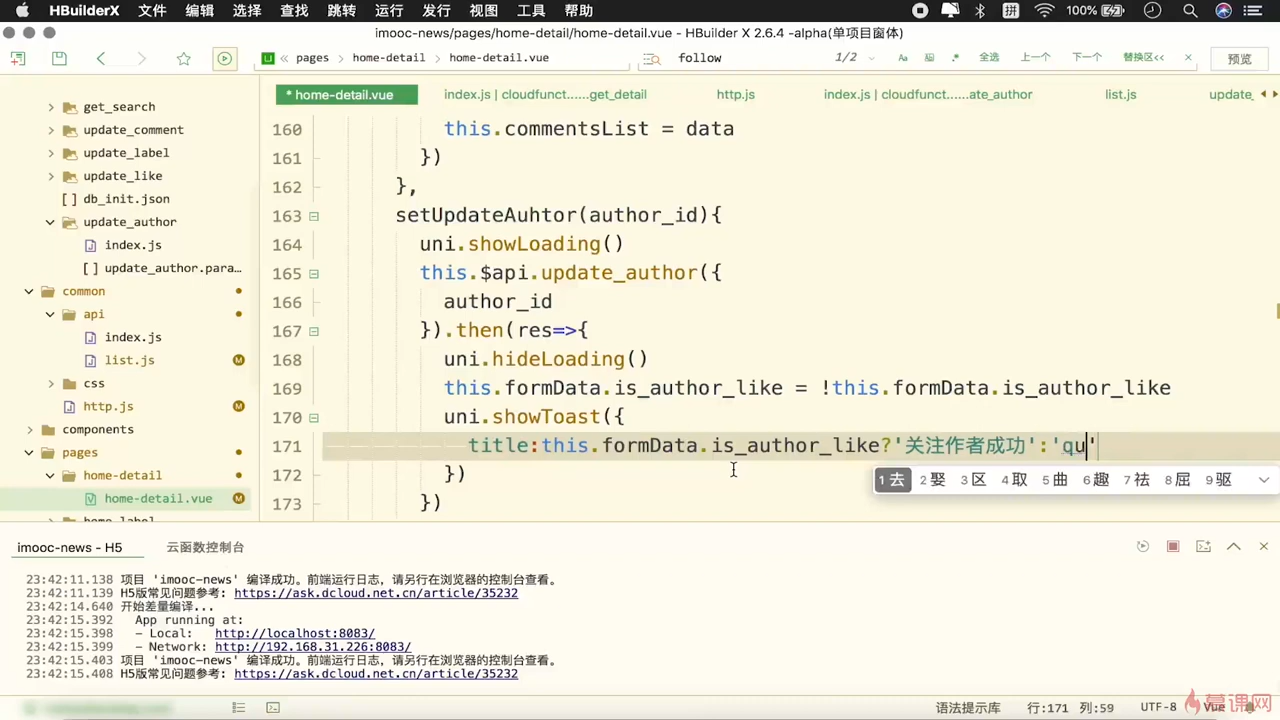 HBuilderX 文件 编辑 选择 查找 跳转 运行 发行 视图 工具 帮助 拼 100%
imooc-news/pages/home-detail/home-detail.vue - HBuilder X 2.6.4 -alpha(单项目窗体)
pages home-detail home-detail.vue follow 1/2 Aa .* 全选 上一个 下一个 替换区<< 预览
* home-detail.vue index.js | cloudfunct......get_detail http.js index.js | cloudfunct......ate_author list.js update_
get_search
update_comment
update_label
update_like
[ ] db_init.json
update_author
index.js
[ ] update_author.para...
common
api
index.js
list.js M
css
http.js M
components
pages
home-detail
home-detail.vue M
home-label
160 this.commentsList = data
161 })
162 },
163 setUpdateAuhtor(author_id){
164 uni.showLoading()
165 this.$api.update_author({
166 author_id
167 }).then(res=>{
168 uni.hideLoading()
169 this.formData.is_author_like = !this.formData.is_author_like
170 uni.showToast({
171 title:this.formData.is_author_like?'关注作者成功':'qu'
172 })
173 })
1 去 2 娶 3 区 4 取 5 曲 6 趣 7 祛 8 屈 9 驱
imooc-news - H5 云函数控制台
23:42:11.138 项目 'imooc-news' 编译成功。前端运行日志，请另行在浏览器的控制台查看。
23:42:11.139 H5版常见问题参考: https://ask.dcloud.net.cn/article/35232
23:42:14.640 开始差量编译...
23:42:15.392 App running at:
23:42:15.398 - Local: http://localhost:8083/
23:42:15.399 - Network: http://192.168.31.226:8083/
23:42:15.403 项目 'imooc-news' 编译成功。前端运行日志，请另行在浏览器的控制台查看。
23:42:15.408 H5版常见问题参考: https://ask.dcloud.net.cn/article/35232
语法提示库 行:171 列:59 UTF-8 Vue
慕课网